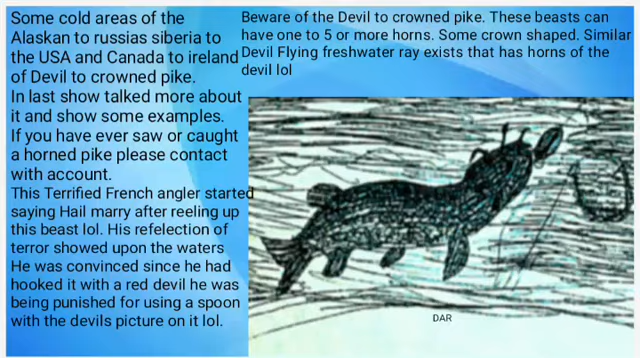 Some cold areas of the
Alaskan to russias siberia to
the USA and Canada to ireland
of Devil to crowned pike.
In last show talked more about
it and show some examples.
If you have ever saw or caught
a horned pike please contact
with account.
This Terrified French angler started
saying Hail marry after reeling up
this beast lol. His refelection of
terror showed upon the waters
He was convinced since he had
hooked it with a red devil he was
being punished for using a spoon
with the devils picture on it lol.
Beware of the Devil to crowned pike. These beasts can
have one to 5 or more horns. Some crown shaped. Similar
Devil Flying freshwater ray exists that has horns of the
devil lol
DAR